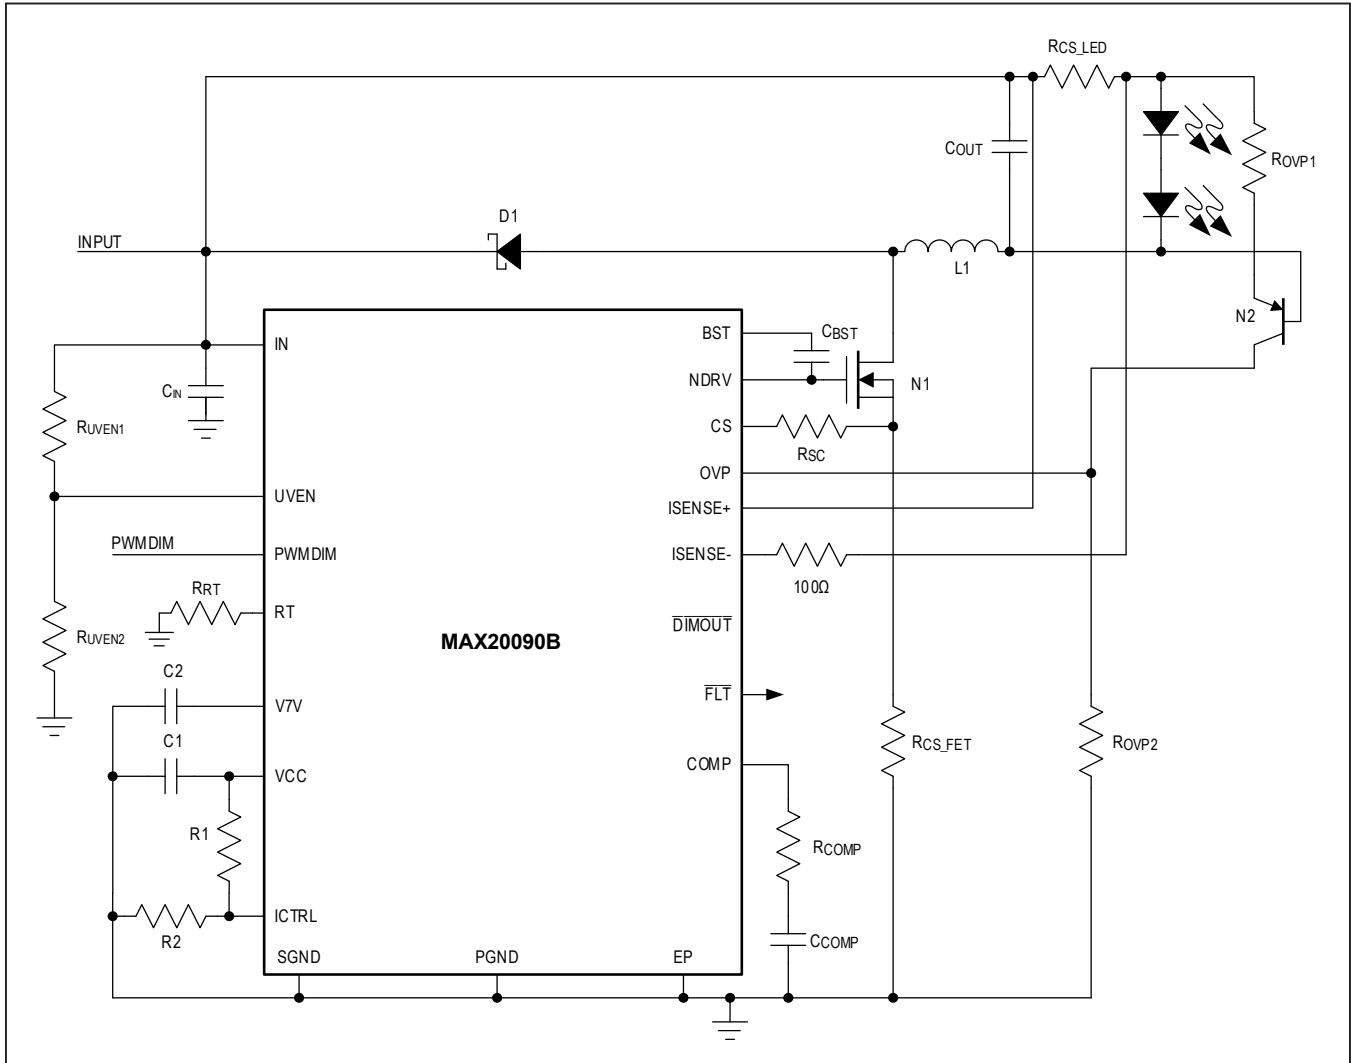 RCS_LED
COUT
ROVP1
D1
INPUT
L1
N2
IN
BST
CBST
CIN
NDRV
N1
RUVEN1
CS
RSC
OVP
UVEN
ISENSE+
PWMDIM
PWMDIM
ISENSE-
100Ω
RRT
RT
DIMOUT
RUVEN2
MAX20090B
C2
V7V
FLT
C1
RCS_FET
ROVP2
VCC
COMP
R1
RCOMP
ICTRL
R2
CCOMP
SGND
PGND
EP